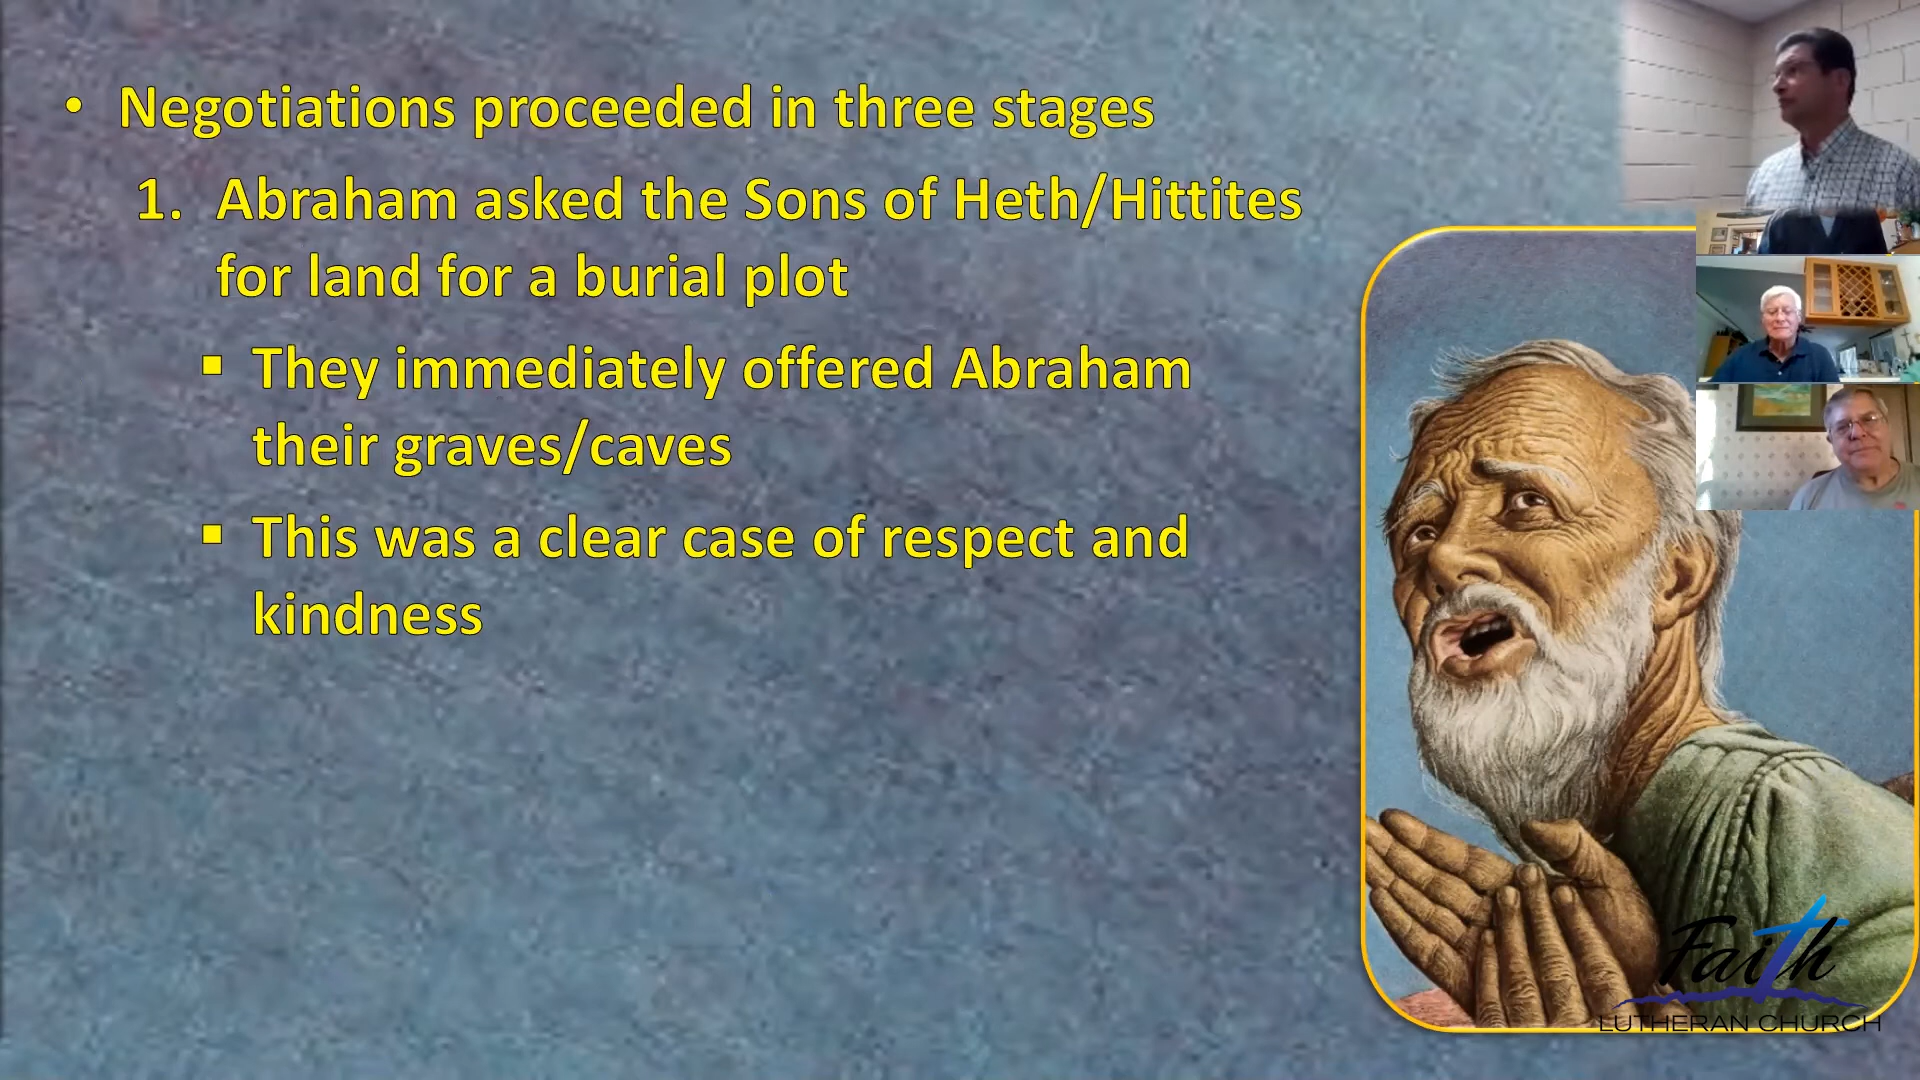 • Negotiations proceeded in three stages
1. Abraham asked the Sons of Heth/Hittites
for land for a burial plot
▪ They immediately offered Abraham
their graves/caves
▪ This was a clear case of respect and
kindness
Faith
LUTHERAN CHURCH